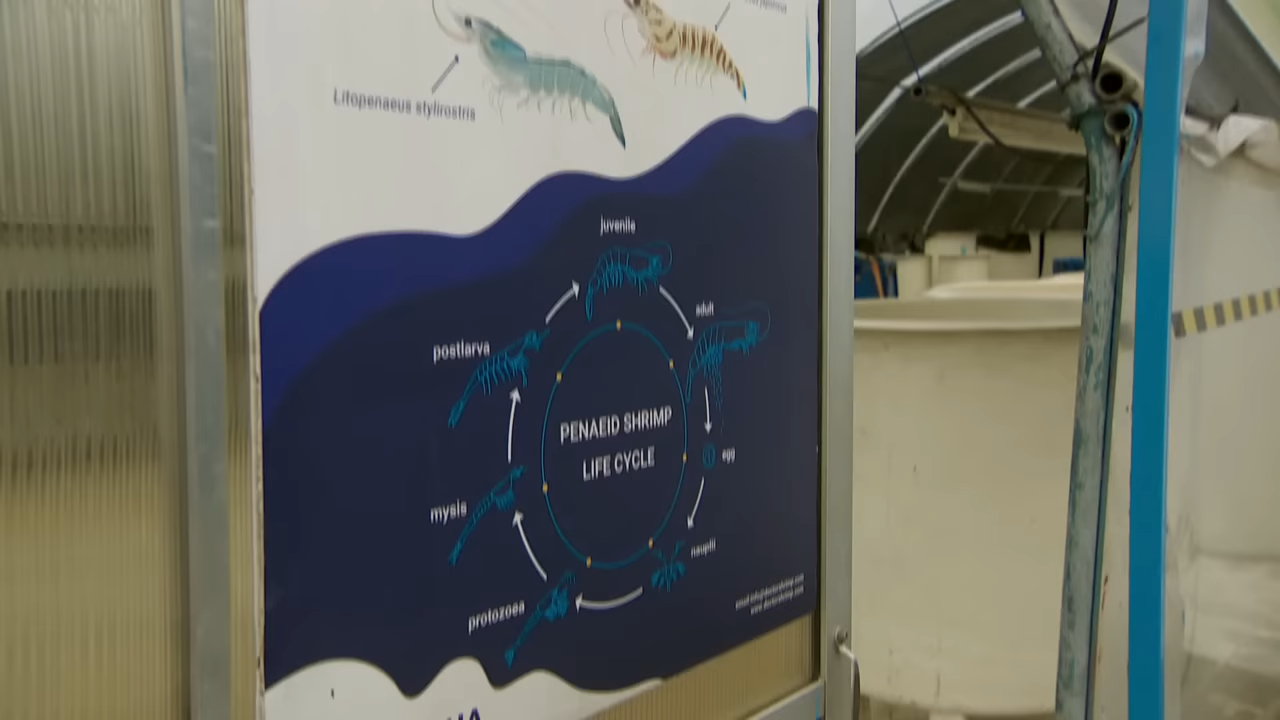 Litopenaeus stylirostris
juvenile
adult
postlarva
PENAEID SHRIMP
LIFE CYCLE
egg
mysis
nauplii
protozoea